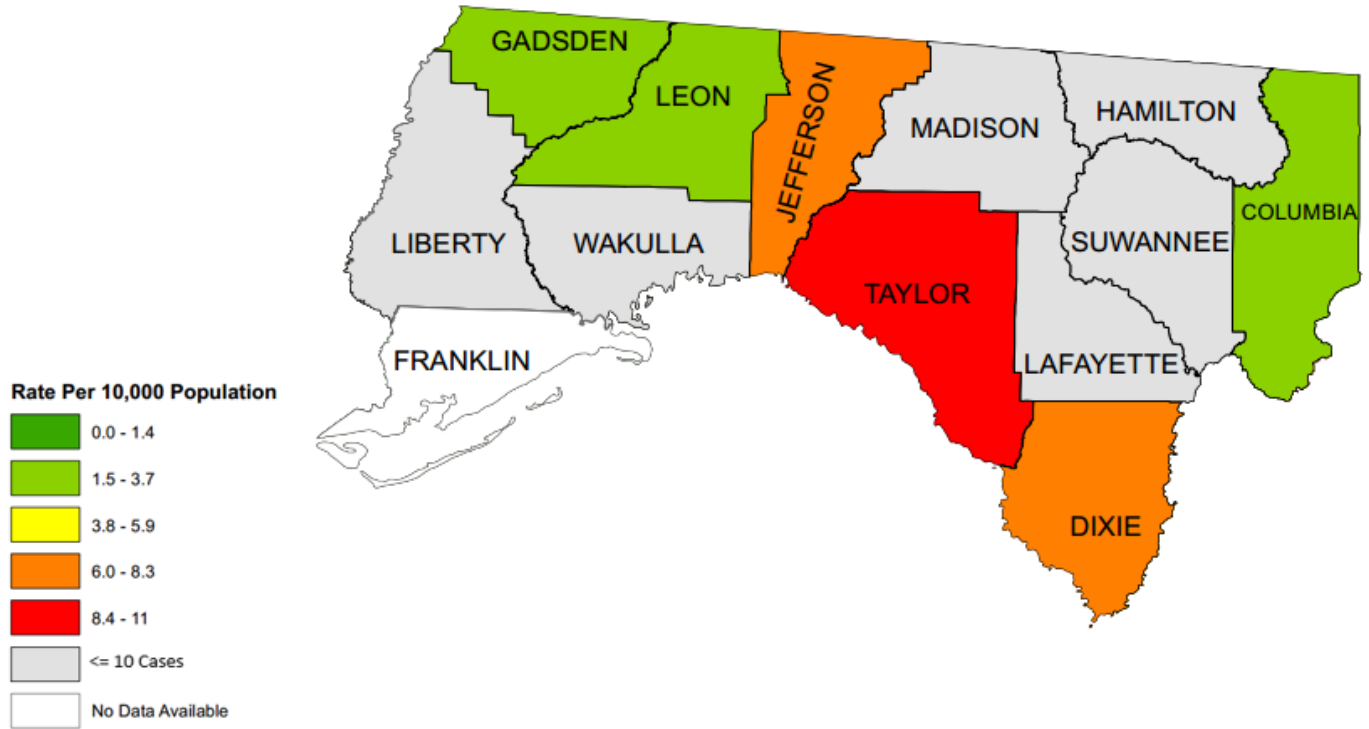 GADSDEN
LEON
JEFFERSON
MADISON
HAMILTON
COLUMBIA
LIBERTY
WAKULLA
SUWANNEE
TAYLOR
FRANKLIN
LAFAYETTE
DIXIE
Rate Per 10,000 Population
0.0 - 1.4
1.5 - 3.7
3.8 - 5.9
6.0 - 8.3
8.4 - 11
<= 10 Cases
No Data Available